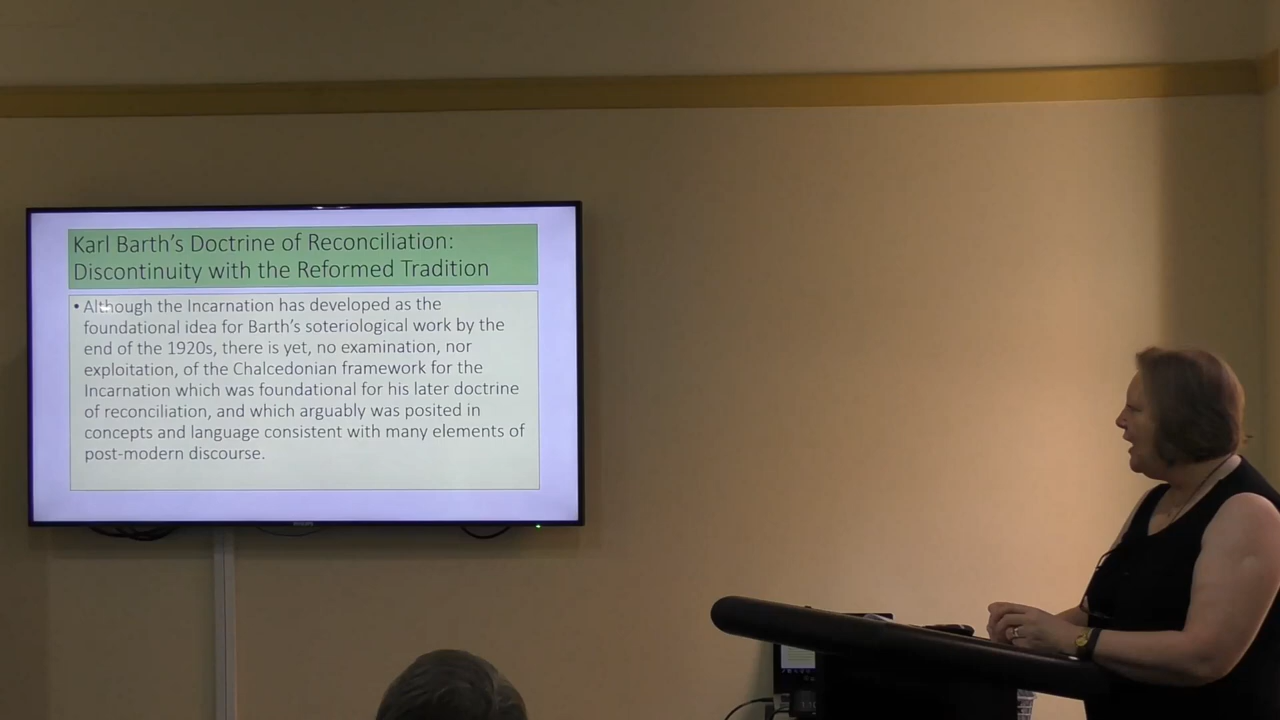 Karl Barth's Doctrine of Reconciliation:
Discontinuity with the Reformed Tradition
• Although the Incarnation has developed as the
foundational idea for Barth's soteriological work by the
end of the 1920s, there is yet, no examination, nor
exploitation, of the Chalcedonian framework for the
Incarnation which was foundational for his later doctrine
of reconciliation, and which arguably was posited in
concepts and language consistent with many elements of
post-modern discourse.
PHILIPS